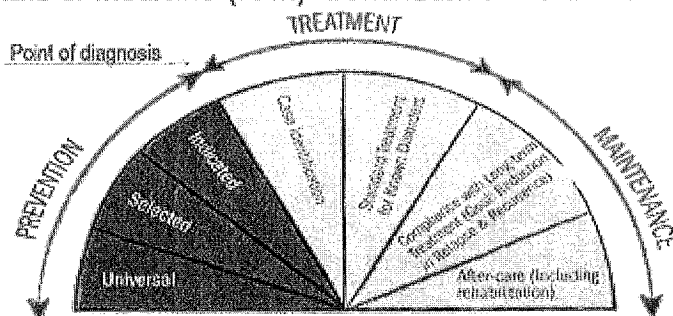 TREATMENT
Point of diagnosis
PREVENTION
MAINTENANCE
Universal
Selected
Indicated
Case Identification
Standard Treatment
for Known Disorders
Compliance with Long-term
Treatment (Goal: Reduction
in Relapse & Recurrence)
After-care (Including
rehabilitation)